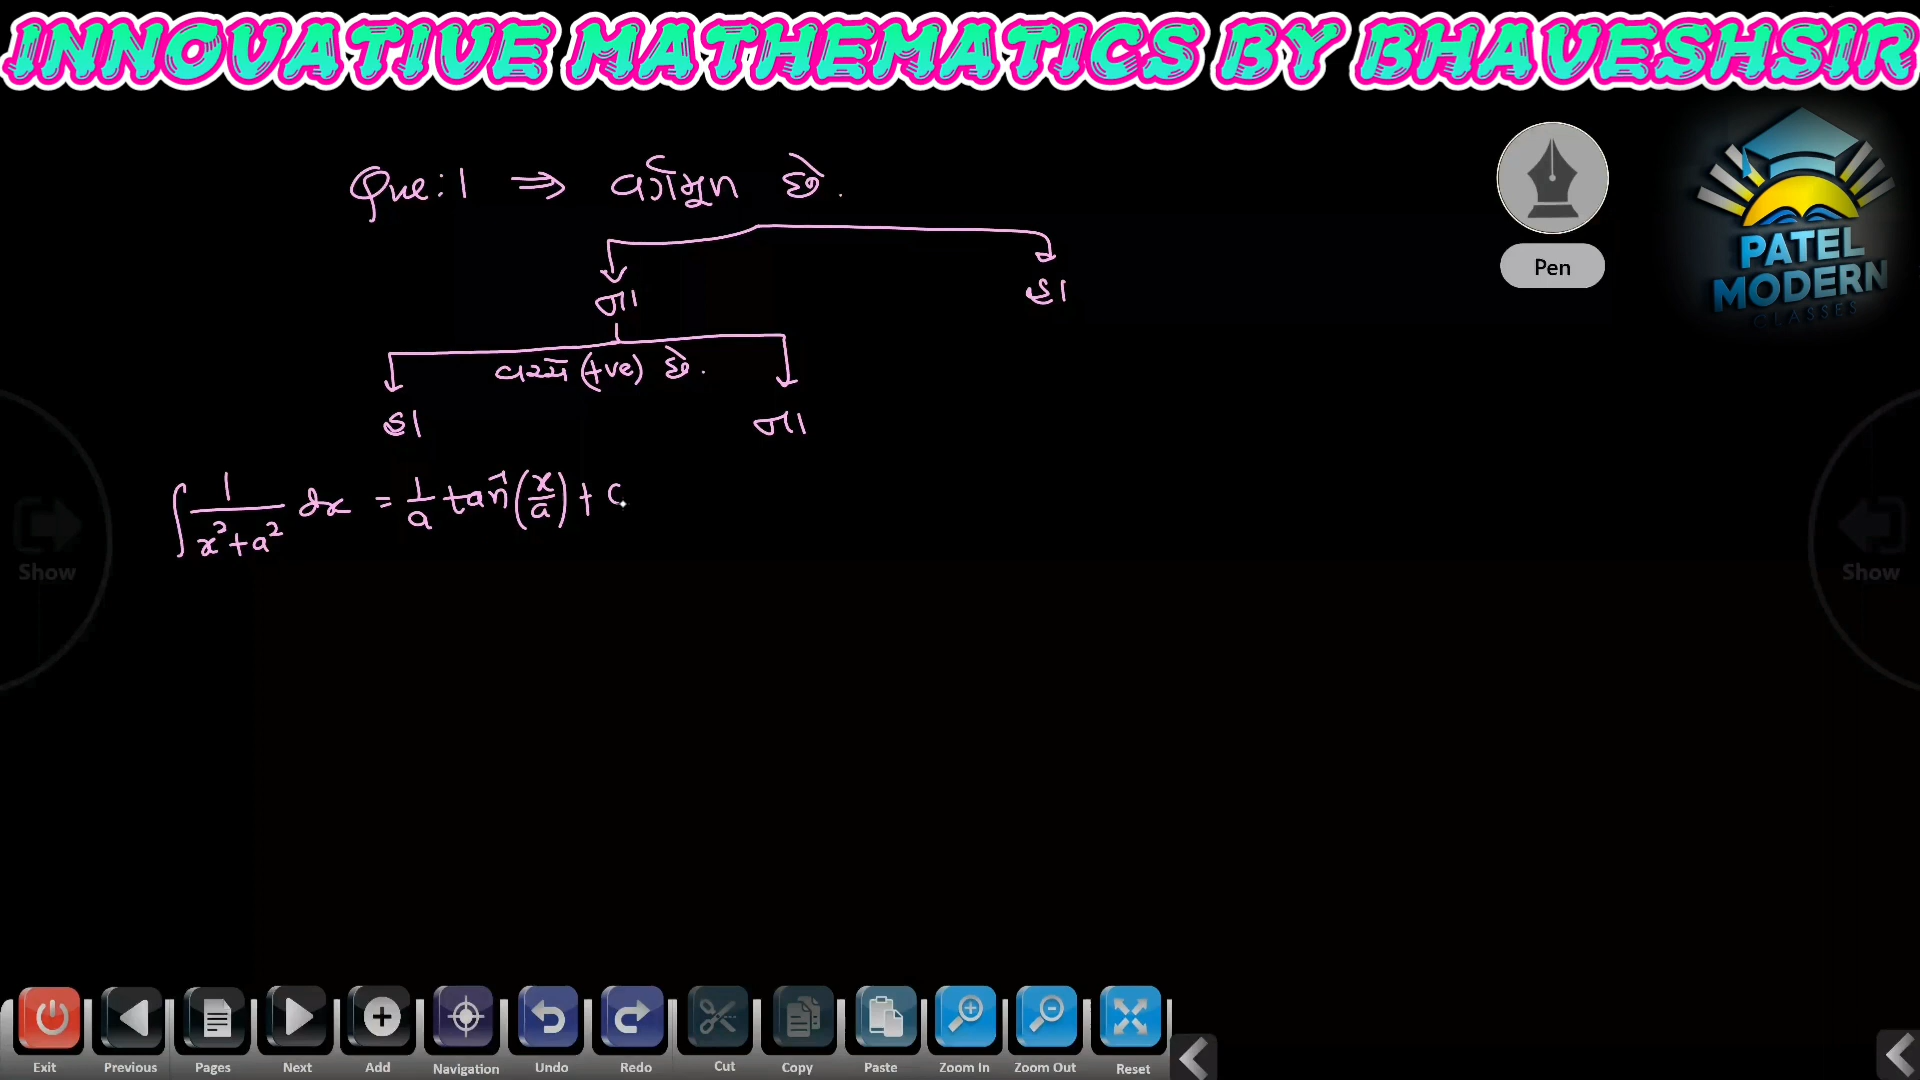 INNOVATIVE MATHEMATICS BY BHAVESHSIR
Que:1 ⇒ વર્ગમૂળ છે.
ના હા
વચ્ચે (+ve) છે.
હા ના
∫ 1/(x²+a²) dx = 1/a tan⁻¹(x/a) + c
Pen
PATEL
MODERN
CLASSES
Show Show
Exit Previous Pages Next Add Navigation Undo Redo Cut Copy Paste Zoom In Zoom Out Reset